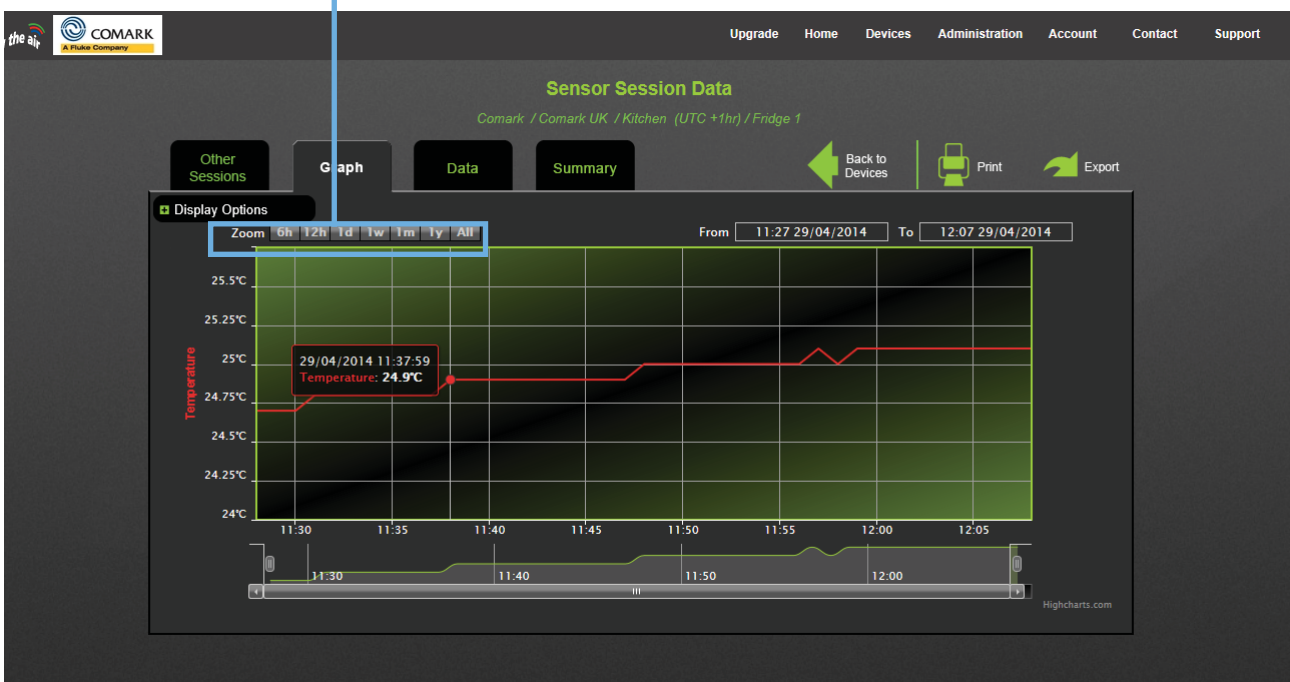 the air
COMARK
A Fluke Company
Upgrade Home Devices Administration Account Contact Support
Sensor Session Data
Comark / Comark UK / Kitchen (UTC +1hr) / Fridge 1
Other Sessions
Graph
Data
Summary
Back to Devices
Print
Export
Display Options
Zoom 6h 12h 1d 1w 1m 1y All
From 11:27 29/04/2014 To 12:07 29/04/2014
25.5°C
25.25°C
25°C
24.75°C
24.5°C
24.25°C
24°C
Temperature
29/04/2014 11:37:59
Temperature: 24.9°C
11:30 11:35 11:40 11:45 11:50 11:55 12:00 12:05
11:30 11:40 11:50 12:00
Highcharts.com